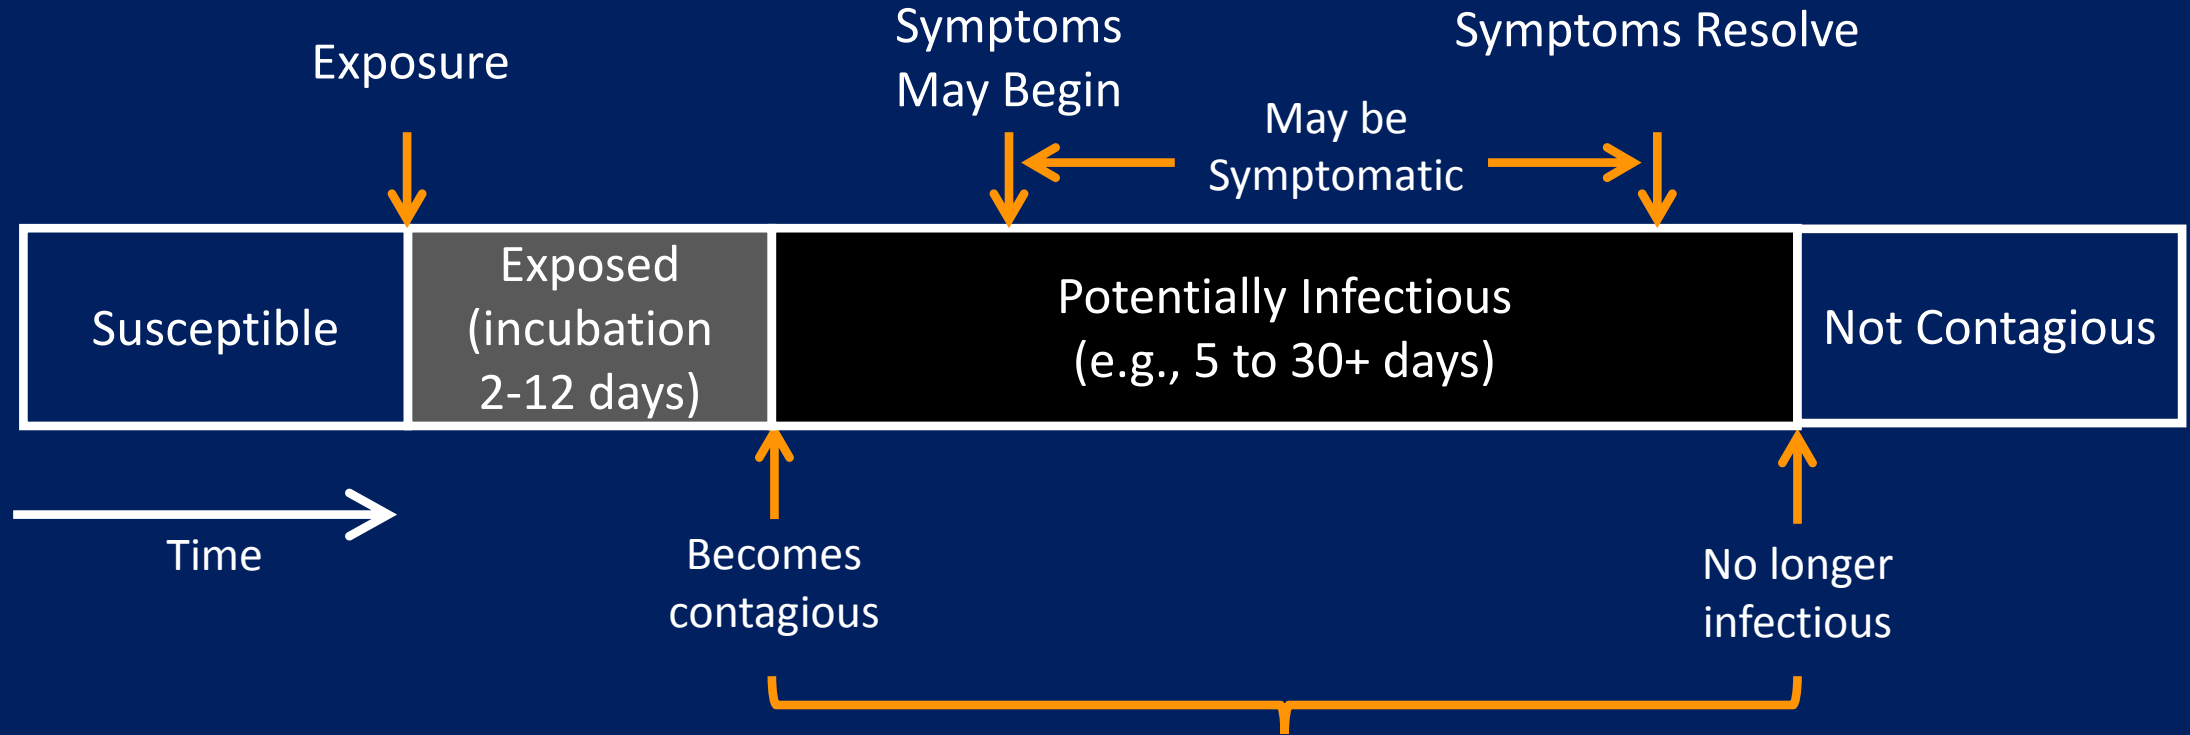 Exposure
Symptoms
May Begin
Symptoms Resolve
May be
Symptomatic
Susceptible
Exposed
(incubation
2-12 days)
Potentially Infectious
(e.g., 5 to 30+ days)
Not Contagious
Time
Becomes
contagious
No longer
infectious